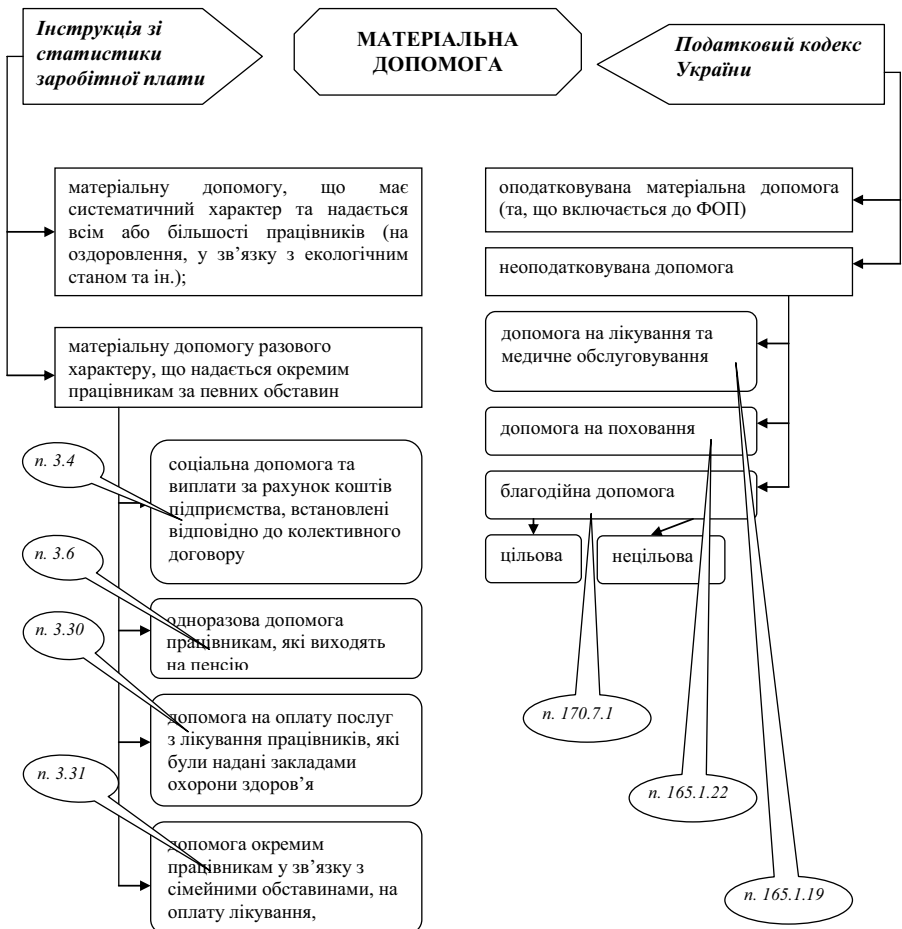 Інструкція зі
статистики
заробітної плати
МАТЕРІАЛЬНА
ДОПОМОГА
Податковий кодекс
України
матеріальну допомогу, що має
систематичний характер та надається
всім або більшості працівників (на
оздоровлення, у зв’язку з екологічним
станом та ін.);
матеріальну допомогу разового
характеру, що надається окремим
працівникам за певних обставин
п. 3.4
соціальна допомога та
виплати за рахунок коштів
підприємства, встановлені
відповідно до колективного
договору
п. 3.6
одноразова допомога
працівникам, які виходять
на пенсію
п. 3.30
допомога на оплату послуг
з лікування працівників, які
були надані закладами
охорони здоров’я
п. 3.31
допомога окремим
працівникам у зв’язку з
сімейними обставинами, на
оплату лікування,
оподатковувана матеріальна допомога
(та, що включається до ФОП)
неоподатковувана допомога
допомога на лікування та
медичне обслуговування
допомога на поховання
благодійна допомога
цільова
нецільова
п. 170.7.1
п. 165.1.22
п. 165.1.19